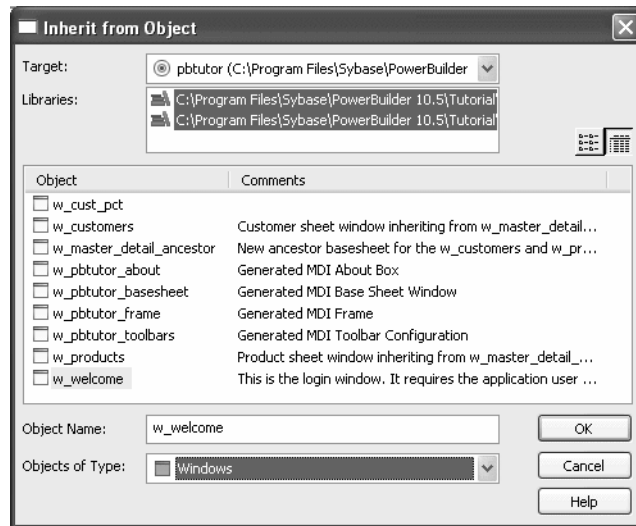 Inherit from Object
Target: pbtutor (C:\Program Files\Sybase\PowerBuilder
Libraries: C:\Program Files\Sybase\PowerBuilder 10.5\Tutorial
C:\Program Files\Sybase\PowerBuilder 10.5\Tutorial
Object Comments
w_cust_pct
w_customers Customer sheet window inheriting from w_master_detail...
w_master_detail_ancestor New ancestor basesheet for the w_customers and w_pr...
w_pbtutor_about Generated MDI About Box
w_pbtutor_basesheet Generated MDI Base Sheet Window
w_pbtutor_frame Generated MDI Frame
w_pbtutor_toolbars Generated MDI Toolbar Configuration
w_products Product sheet window inheriting from w_master_detail_...
w_welcome This is the login window. It requires the application user ...
Object Name: w_welcome OK
Objects of Type: Windows Cancel
Help